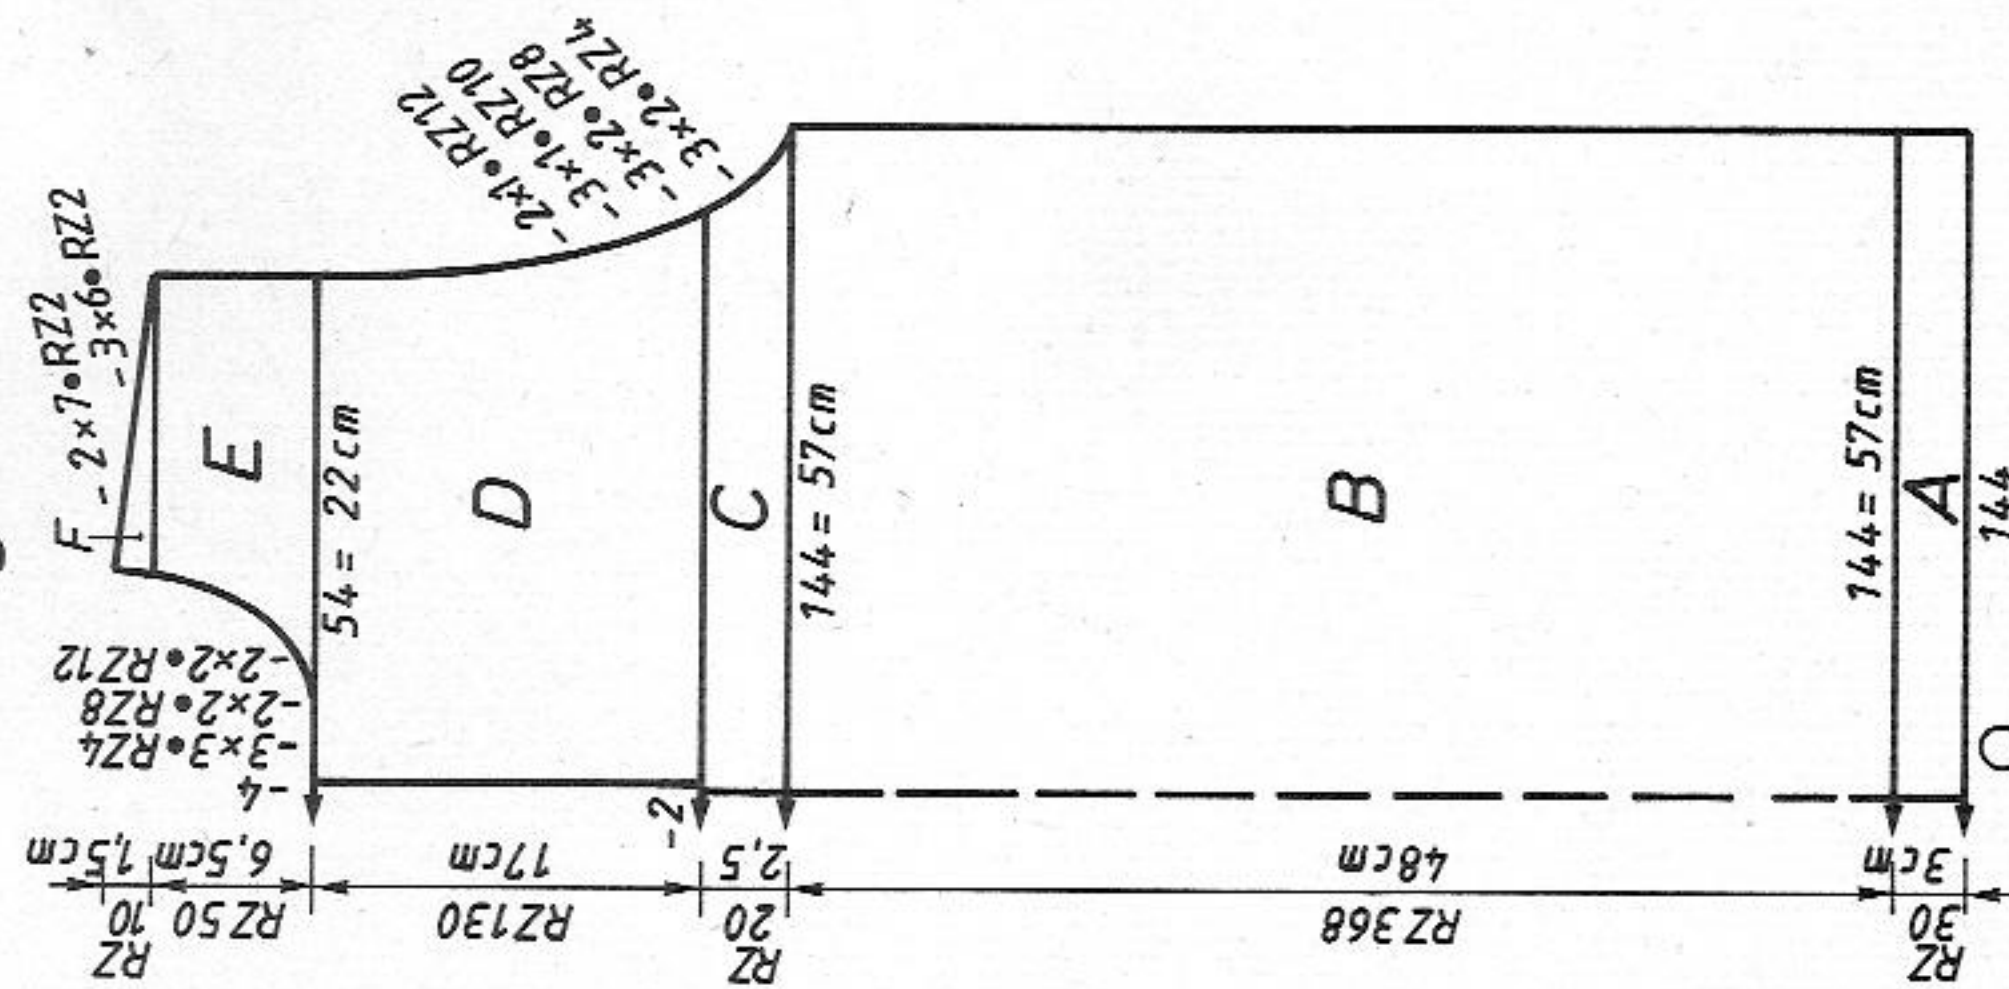 F
-2×7•RZ2
-3×6•RZ2
-2×1•RZ12
-3×1•RZ10
-3×2•RZ8
-3×2•RZ4
-2×2•RZ12
-2×2•RZ8
-3×3•RZ4
-4
E
54=22cm
D
-2
C
144=57cm
B
144=57cm
A
144
1,5cm
6,5cm
17cm
2,5
48cm
3cm
RZ
10
RZ50
RZ130
RZ
20
RZ368
RZ
30